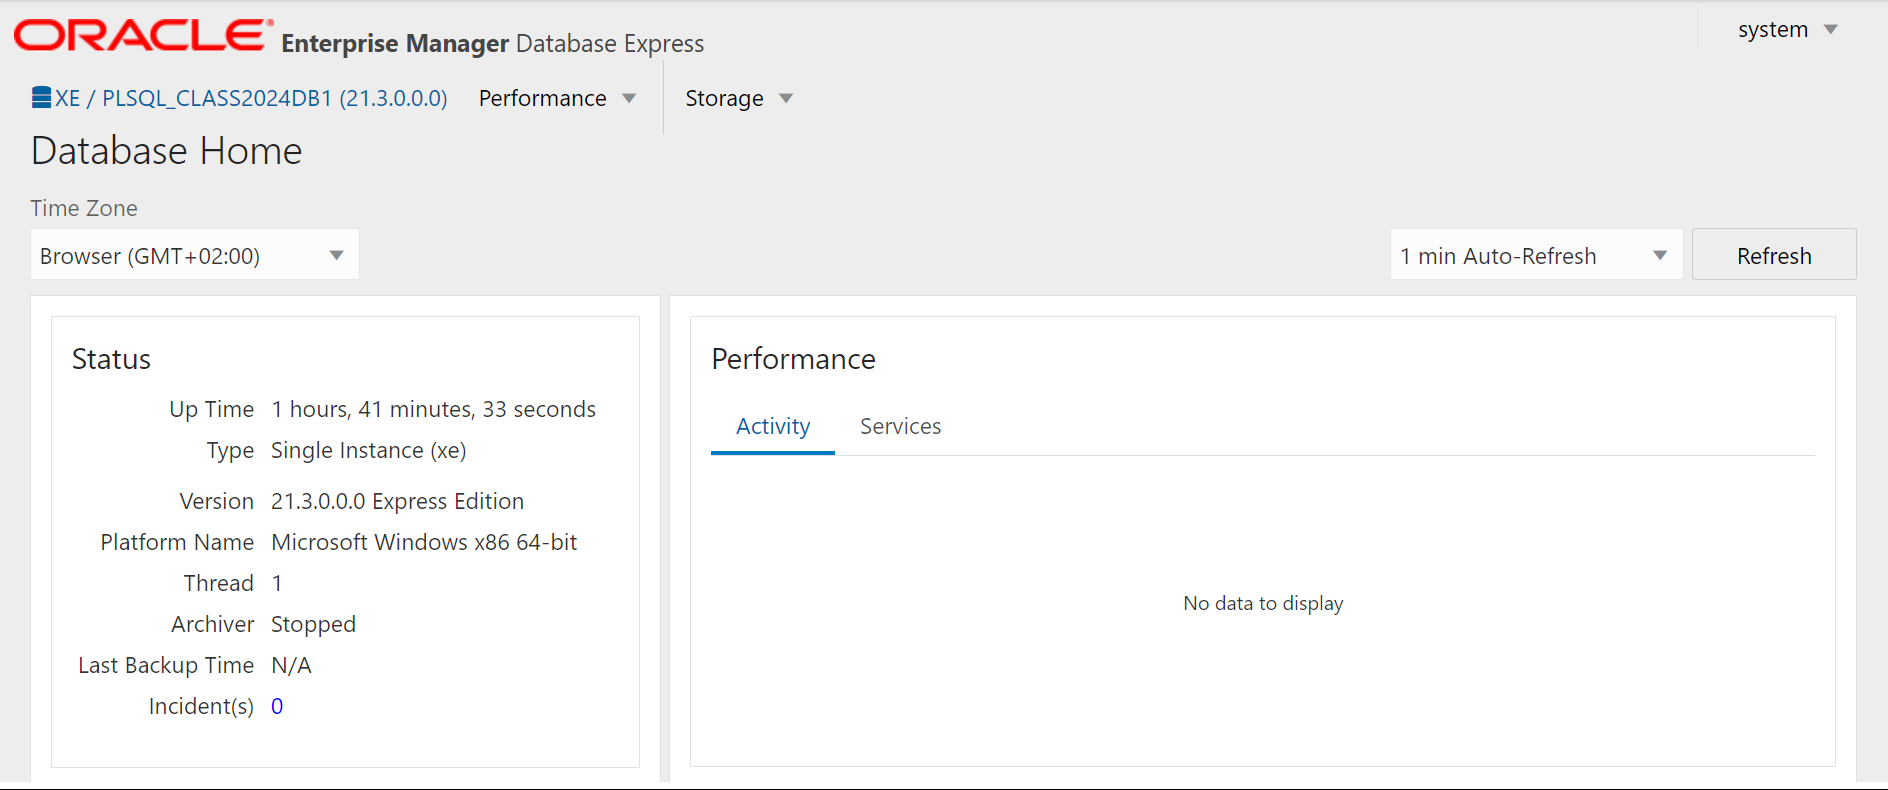 ORACLE® Enterprise Manager Database Express
system
XE / PLSQL_CLASS2024DB1 (21.3.0.0.0) Performance Storage
Database Home
Time Zone
Browser (GMT+02:00)
1 min Auto-Refresh Refresh
Status
Up Time 1 hours, 41 minutes, 33 seconds
Type Single Instance (xe)
Version 21.3.0.0.0 Express Edition
Platform Name Microsoft Windows x86 64-bit
Thread 1
Archiver Stopped
Last Backup Time N/A
Incident(s) 0
Performance
Activity Services
No data to display